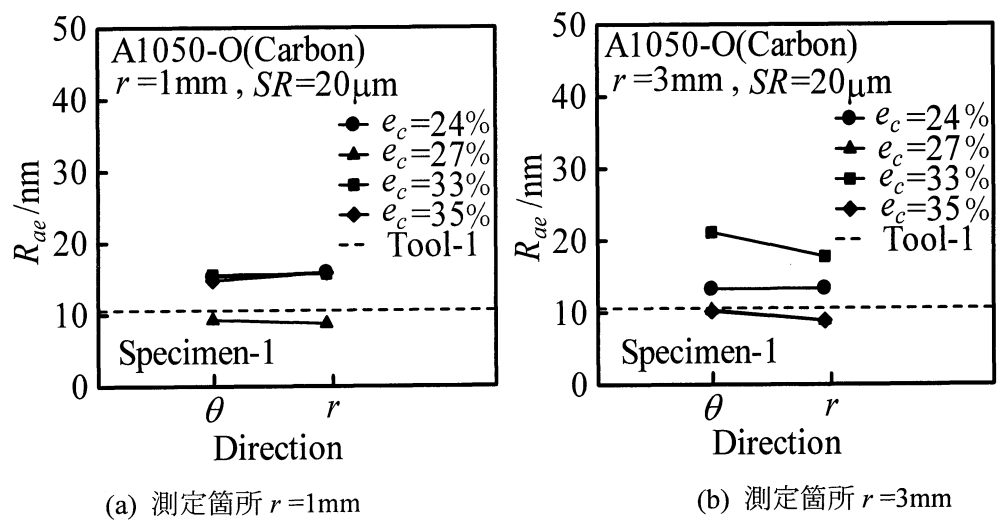 50
40
30
20
10
0
R_ae/nm
A1050-O(Carbon)
r=1mm, SR=20μm
e_c=24%
e_c=27%
e_c=33%
e_c=35%
Tool-1
Specimen-1
θ r
Direction
(a) 測定箇所 r=1mm
50
40
30
20
10
0
R_ae/nm
A1050-O(Carbon)
r=3mm, SR=20μm
e_c=24%
e_c=27%
e_c=33%
e_c=35%
Tool-1
Specimen-1
θ r
Direction
(b) 測定箇所 r=3mm